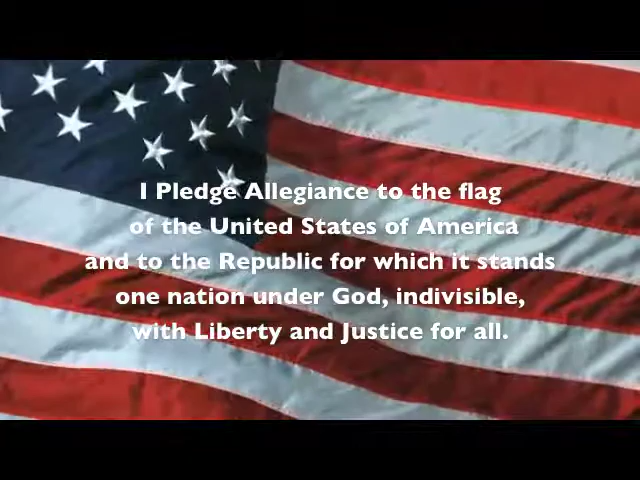 I Pledge Allegiance to the flag
of the United States of America
and to the Republic for which it stands
one nation under God, indivisible,
with Liberty and Justice for all.